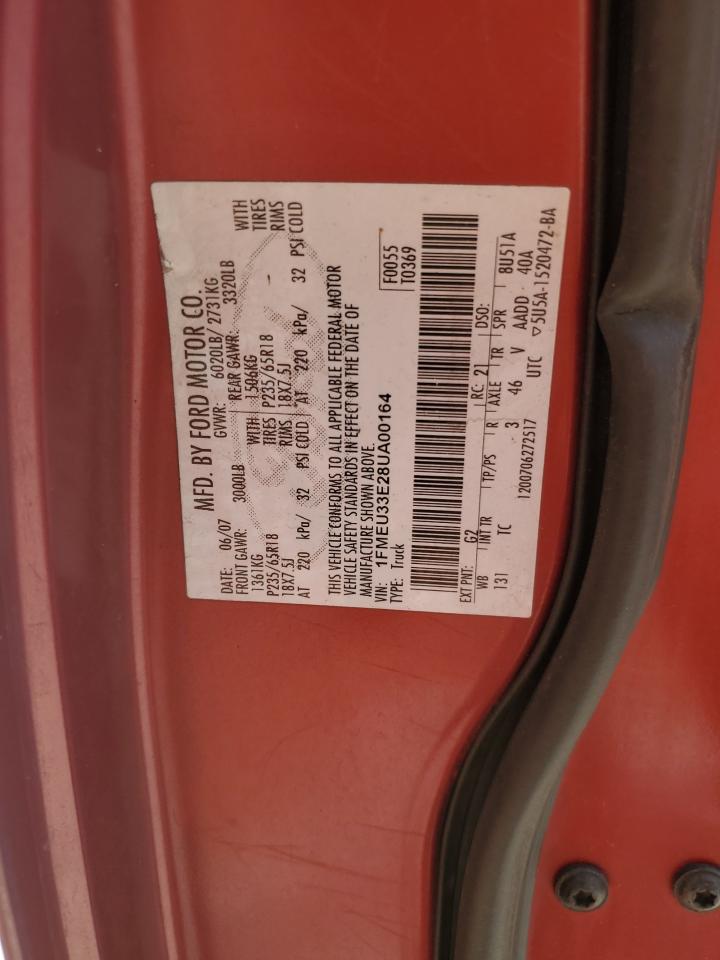 MFD. BY FORD MOTOR CO.
DATE: 06/07 GVWR: 6020LB/ 2731KG
FRONT GAWR: 3000LB REAR GAWR: 3320LB
1361KG WITH 1506KG WITH
P235/65R18 TIRES P235/65R18 - TIRES
18X7.5J RIMS 18X7.5J RIMS
AT 220 kPa/ 32 PSI COLD AT 220 kPa/ 32 PSI COLD
THIS VEHICLE CONFORMS TO ALL APPLICABLE FEDERAL MOTOR
VEHICLE SAFETY STANDARDS IN EFFECT ON THE DATE OF
MANUFACTURE SHOWN ABOVE.
VIN: 1FMEU33E28UA00164 F0055
TYPE: Truck T0369
EXT PNT: G2 RC: 21 DSO:
WB INT TR TP/PS R AXLE TR SPR BU51A
131 TC 3 46 V AADD 40A
1200706272517 UTC ▽5U5A-1520472-BA